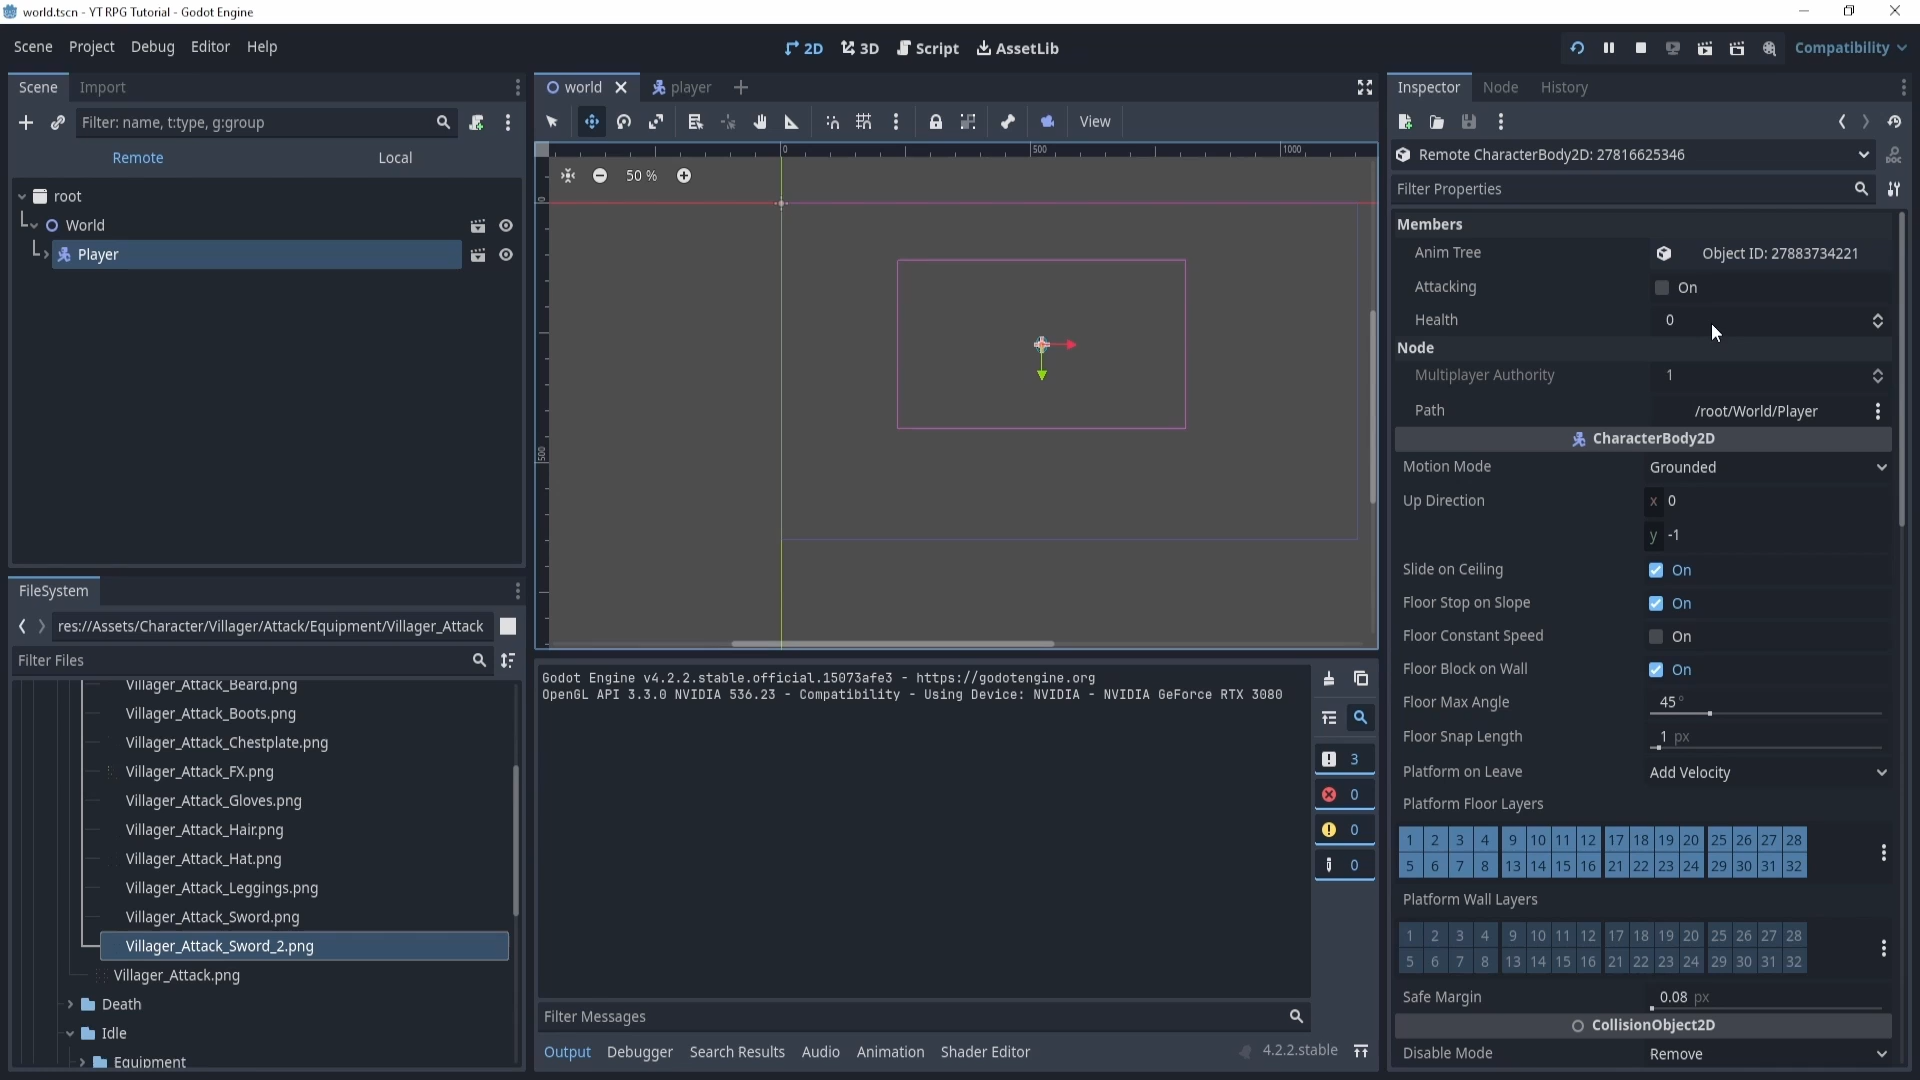 world.tscn - YT RPG Tutorial - Godot Engine
Scene Project Debug Editor Help
2D 3D Script AssetLib
Compatibility
Scene Import
Filter: name, t:type, g:group
Remote Local
root
World
Player
FileSystem
res://Assets/Character/Villager/Attack/Equipment/Villager_Attack
Filter Files
Villager_Attack_Beard.png
Villager_Attack_Boots.png
Villager_Attack_Chestplate.png
Villager_Attack_FX.png
Villager_Attack_Gloves.png
Villager_Attack_Hair.png
Villager_Attack_Hat.png
Villager_Attack_Leggings.png
Villager_Attack_Sword.png
Villager_Attack_Sword_2.png
Villager_Attack.png
Death
Idle
Equipment
world player
View
0 500 1000
50 %
0
500
Godot Engine v4.2.2.stable.official.15073afe3 - https://godotengine.org
OpenGL API 3.3.0 NVIDIA 536.23 - Compatibility - Using Device: NVIDIA - NVIDIA GeForce RTX 3080
3
0
0
0
Filter Messages
Output Debugger Search Results Audio Animation Shader Editor 4.2.2.stable
Inspector Node History
Remote CharacterBody2D: 27816625346
DOC
Filter Properties
Members
Anim Tree Object ID: 27883734221
Attacking On
Health 0
Node
Multiplayer Authority 1
Path /root/World/Player
CharacterBody2D
Motion Mode Grounded
Up Direction x 0
y -1
Slide on Ceiling On
Floor Stop on Slope On
Floor Constant Speed On
Floor Block on Wall On
Floor Max Angle 45°
Floor Snap Length 1 px
Platform on Leave Add Velocity
Platform Floor Layers
1 2 3 4 9 10 11 12 17 18 19 20 25 26 27 28
5 6 7 8 13 14 15 16 21 22 23 24 29 30 31 32
Platform Wall Layers
1 2 3 4 9 10 11 12 17 18 19 20 25 26 27 28
5 6 7 8 13 14 15 16 21 22 23 24 29 30 31 32
Safe Margin 0.08 px
CollisionObject2D
Disable Mode Remove